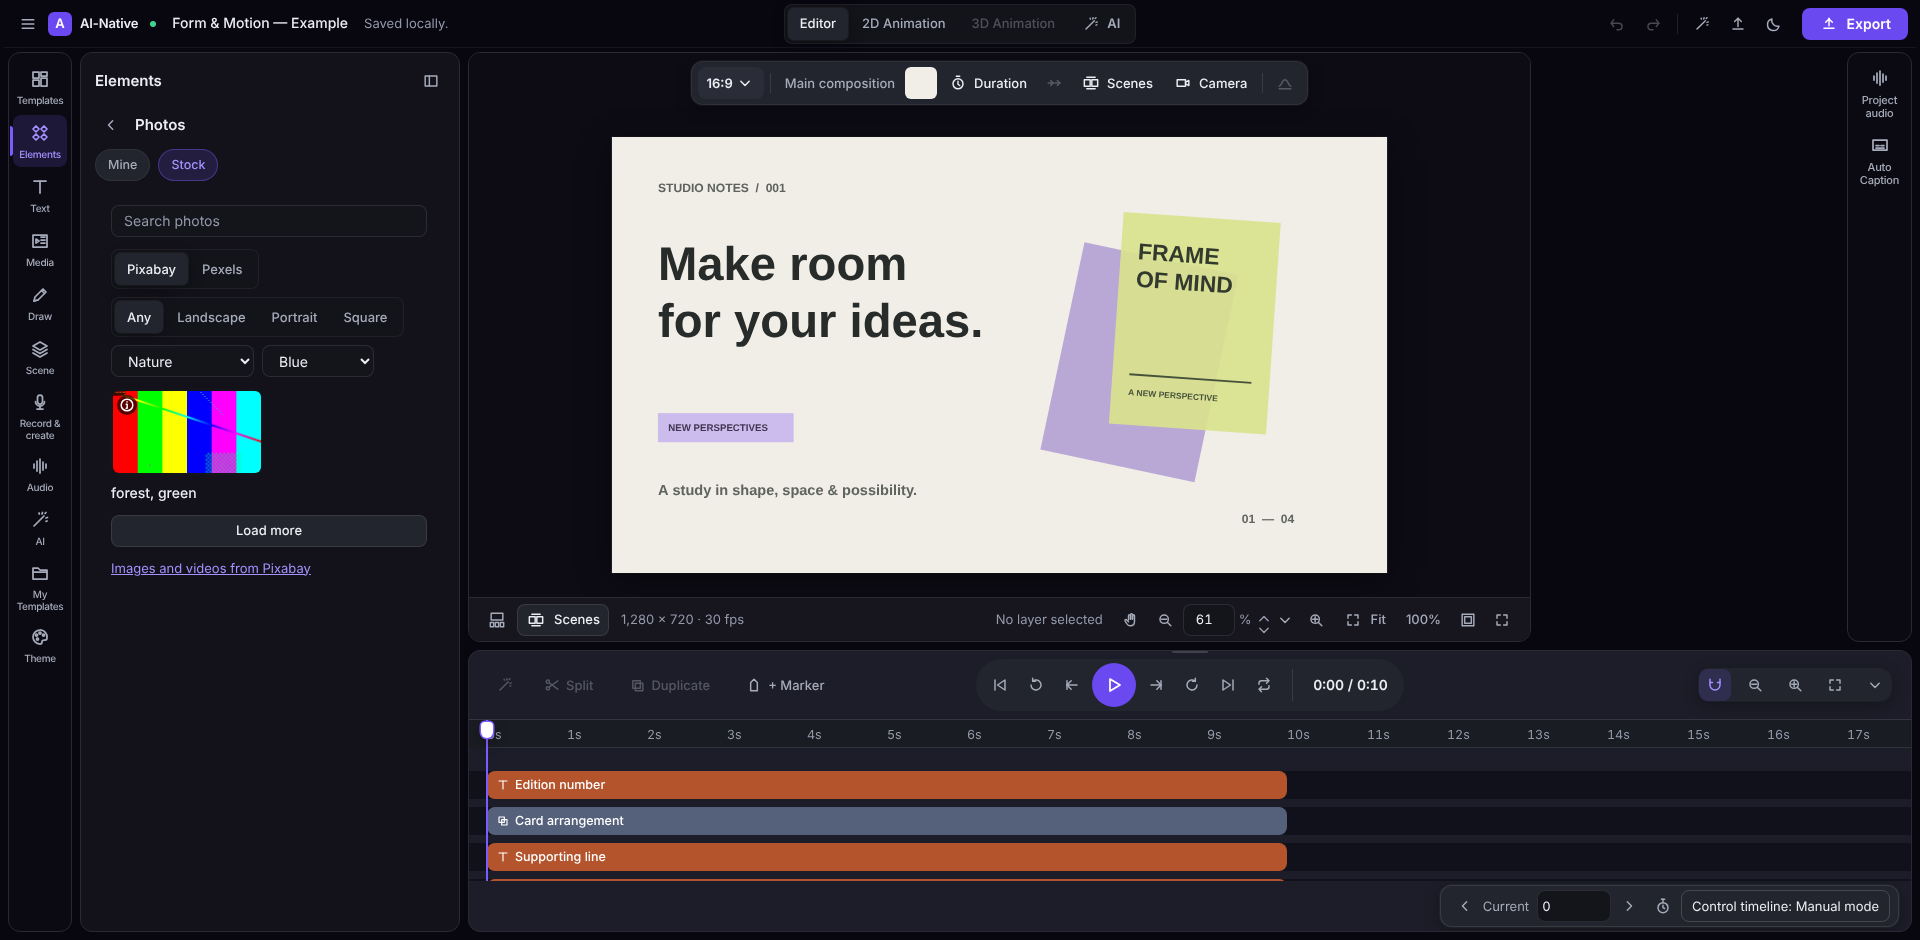 A AI-Native Form & Motion — Example Saved locally.
Editor 2D Animation 3D Animation AI
Export
Templates
Elements
Text
Media
Draw
Scene
Record &
create
Audio
AI
My
Templates
Theme
Elements
Photos
Mine Stock
Search photos
Pixabay Pexels
Any Landscape Portrait Square
Nature Blue
forest, green
Load more
Images and videos from Pixabay
16:9 Main composition Duration Scenes Camera
STUDIO NOTES / 001
Make room
for your ideas.
NEW PERSPECTIVES
A study in shape, space & possibility.
FRAME
OF MIND
A NEW PERSPECTIVE
01 — 04
Scenes 1,280 × 720 · 30 fps No layer selected 61 % Fit 100%
Project
audio
Auto
Caption
Split Duplicate + Marker 0:00 / 0:10
1s 2s 3s 4s 5s 6s 7s 8s 9s 10s 11s 12s 13s 14s 15s 16s 17s
Edition number
Card arrangement
Supporting line
Current 0 Control timeline: Manual mode